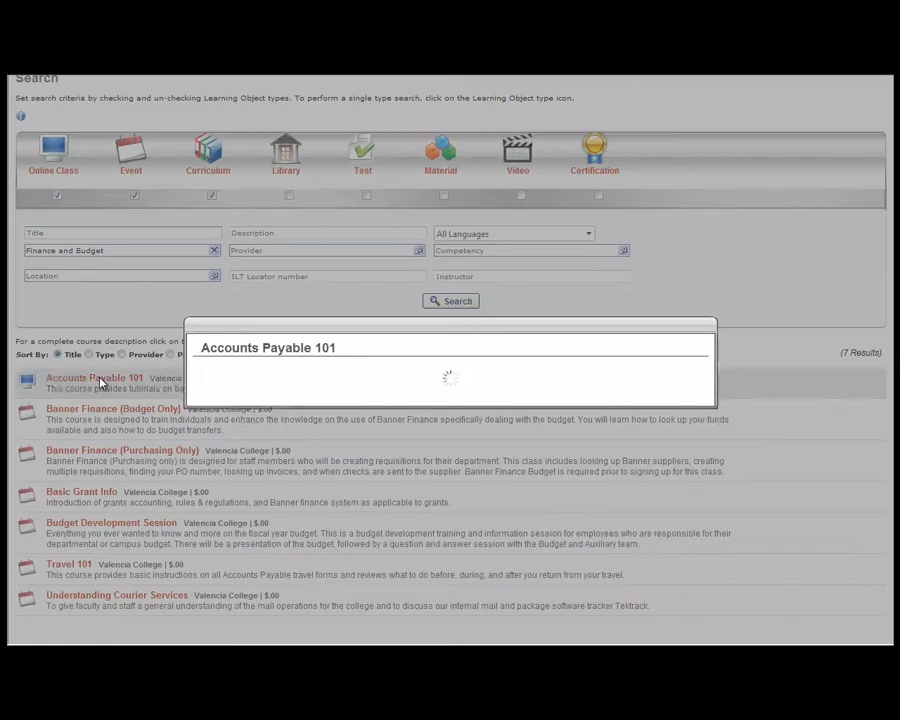 Search
Set search criteria by checking and un-checking Learning Object types. To perform a single type search, click on the Learning Object type icon.
Online Class Event Curriculum Library Test Material Video Certification
Title Description All Languages
Finance and Budget Provider Competency
Location ILT Locator number Instructor
Search
For a complete course description click on
Sort By: Title Type Provider P (7 Results)
Accounts Payable 101
Accounts Payable 101 Valencia
This course provides tutorials on
Banner Finance (Budget Only) Valencia College | $.00
This course is designed to train individuals and enhance the knowledge on the use of Banner Finance specifically dealing with the budget. You will learn how to look up your funds
available and also how to do budget transfers.
Banner Finance (Purchasing Only) Valencia College | $.00
Banner Finance (Purchasing only) is designed for staff members who will be creating requisitions for their department. This class includes looking up Banner suppliers, creating
multiple requisitions, finding your PO number, looking up invoices, and when checks are sent to the supplier. Banner Finance Budget is required prior to signing up for this class.
Basic Grant Info Valencia College | $.00
Introduction of grants accounting, rules & regulations, and Banner finance system as applicable to grants.
Budget Development Session Valencia College | $.00
Everything you ever wanted to know and more on the fiscal year budget. This is a budget development training and information session for employees who are responsible for their
departmental or campus budget. There will be a presentation of the budget, followed by a question and answer session with the Budget and Auxiliary team.
Travel 101 Valencia College | $.00
This course provides basic instructions on all Accounts Payable travel forms and reviews what to do before, during, and after you return from your travel.
Understanding Courier Services Valencia College | $.00
To give faculty and staff a general understanding of the mail operations for the college and to discuss our internal mail and package software tracker Tektrack.